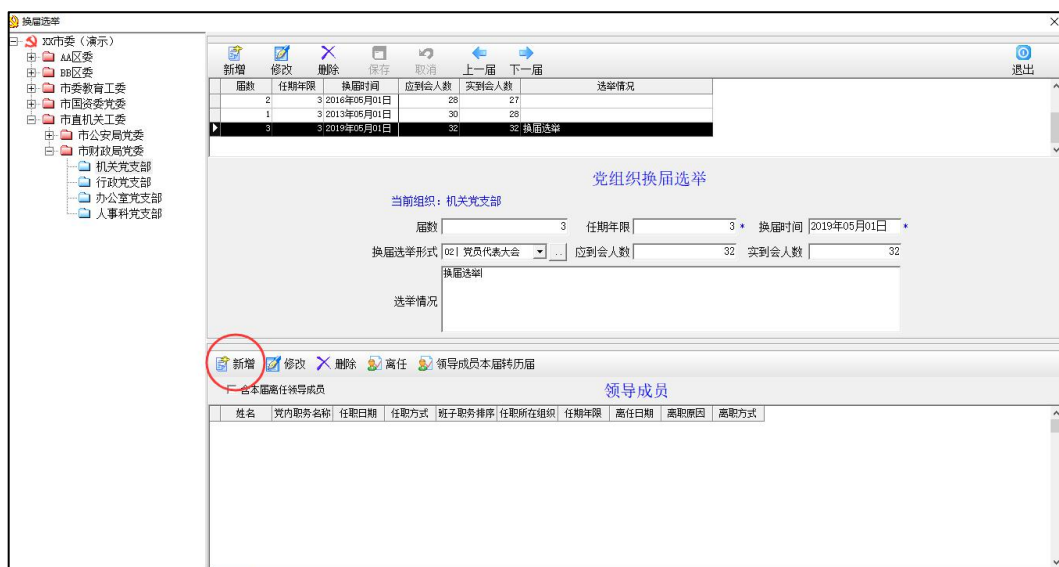 换届选举
XX市委（演示）
AA区委
BB区委
市委教育工委
市国资委党委
市直机关工委
市公安局党委
市财政局党委
机关党支部
行政党支部
办公室党支部
人事科党支部
新增 修改 删除 保存 取消 上一届 下一届 退出
届数 任期年限 换届时间 应到会人数 实到会人数 选举情况
2 3 2016年05月01日 28 27
1 3 2013年05月01日 30 28
3 3 2019年05月01日 32 32 换届选举
党组织换届选举
当前组织：机关党支部
届数 3 任期年限 3 * 换届时间 2019年05月01日 *
换届选举形式 02| 党员代表大会 .. 应到会人数 32 实到会人数 32
选举情况 换届选举
新增 修改 删除 离任 领导成员本届转历届
含本届离任领导成员 领导成员
姓名 党内职务名称 任职日期 任职方式 班子职务排序 任职所在组织 任期年限 离任日期 离职原因 离职方式